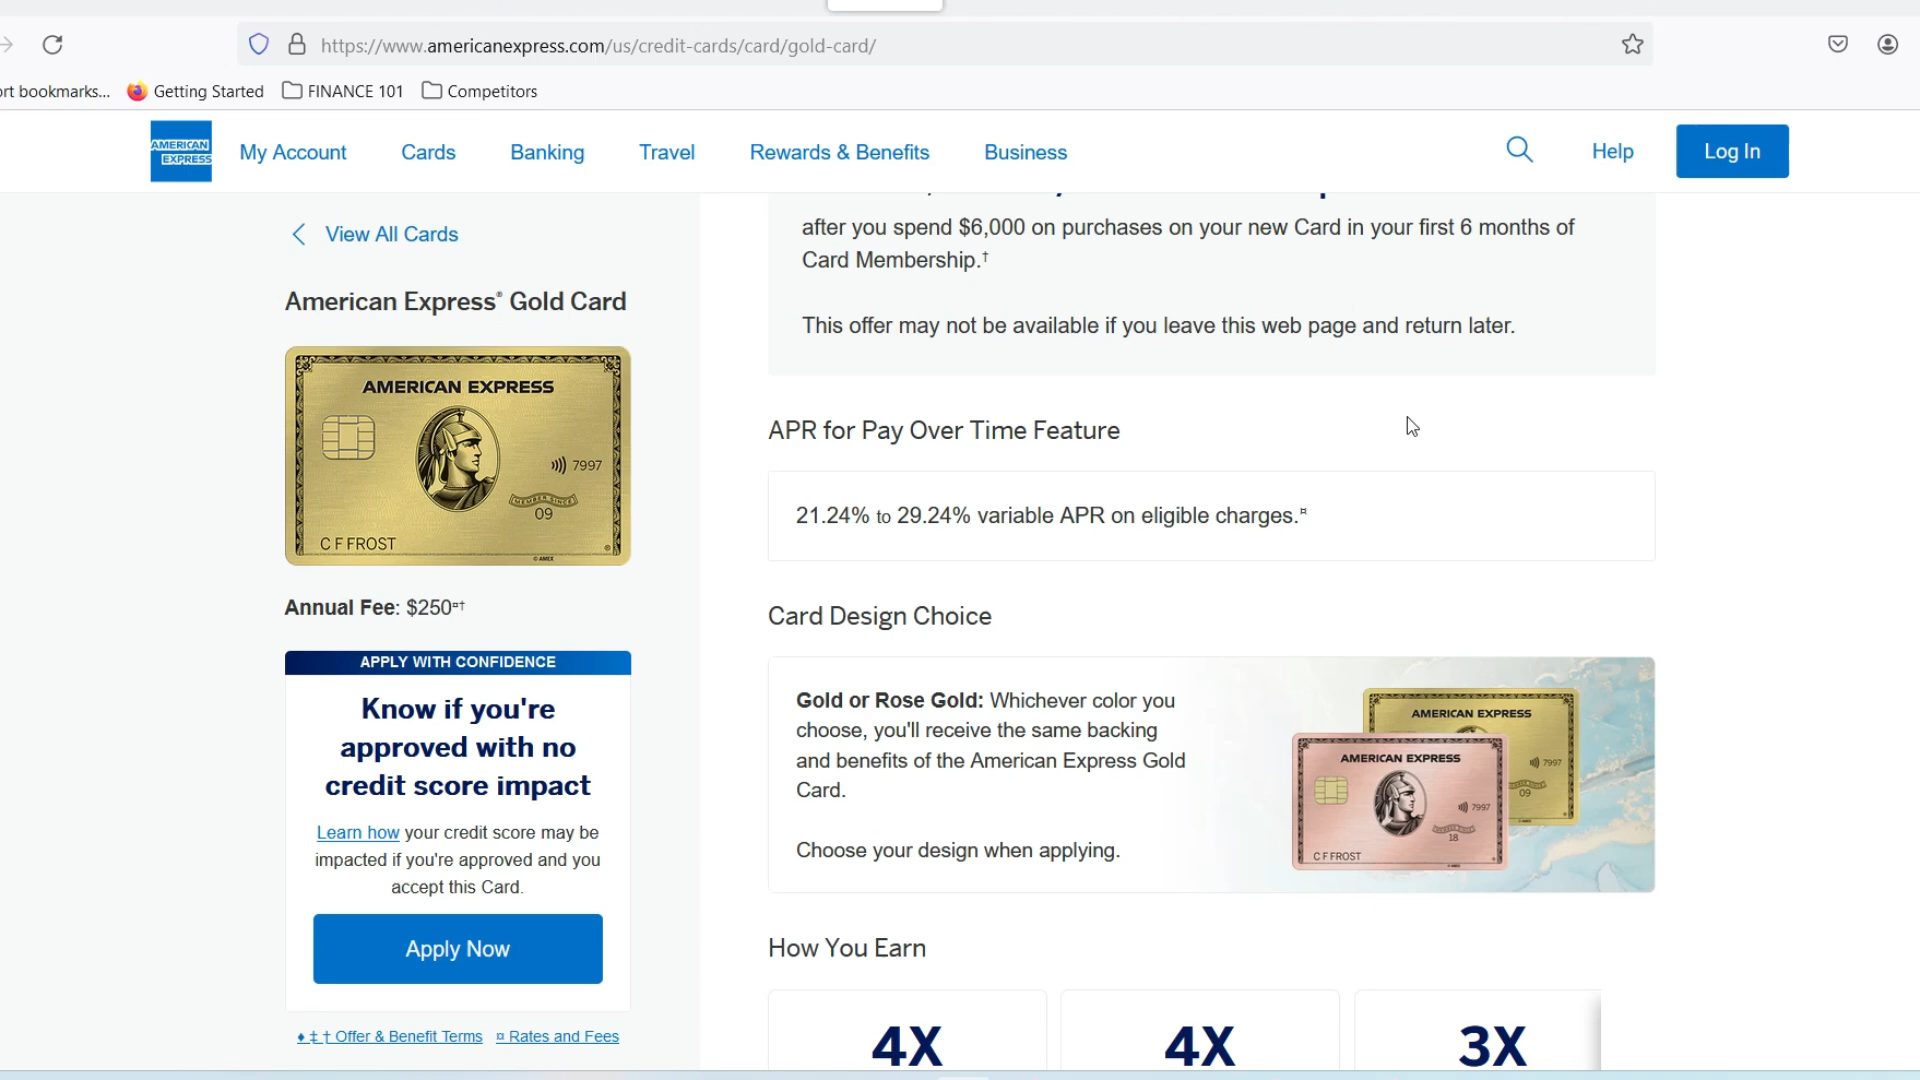 https://www.americanexpress.com/us/credit-cards/card/gold-card/
rt bookmarks...
Getting Started
FINANCE 101
Competitors
AMERICAN EXPRESS
My Account
Cards
Banking
Travel
Rewards & Benefits
Business
Help
Log In
View All Cards
American Express® Gold Card
AMERICAN EXPRESS
7997
MEMBER SINCE
09
C F FROST
© AMEX
Annual Fee: $250¤†
APPLY WITH CONFIDENCE
Know if you're
approved with no
credit score impact
Learn how your credit score may be
impacted if you're approved and you
accept this Card.
Apply Now
♦ ‡ † Offer & Benefit Terms
¤ Rates and Fees
after you spend $6,000 on purchases on your new Card in your first 6 months of
Card Membership.†
This offer may not be available if you leave this web page and return later.
APR for Pay Over Time Feature
21.24% to 29.24% variable APR on eligible charges.¤
Card Design Choice
Gold or Rose Gold: Whichever color you
choose, you'll receive the same backing
and benefits of the American Express Gold
Card.
Choose your design when applying.
AMERICAN EXPRESS
7997
09
AMERICAN EXPRESS
7997
18
C F FROST
How You Earn
4X
4X
3X